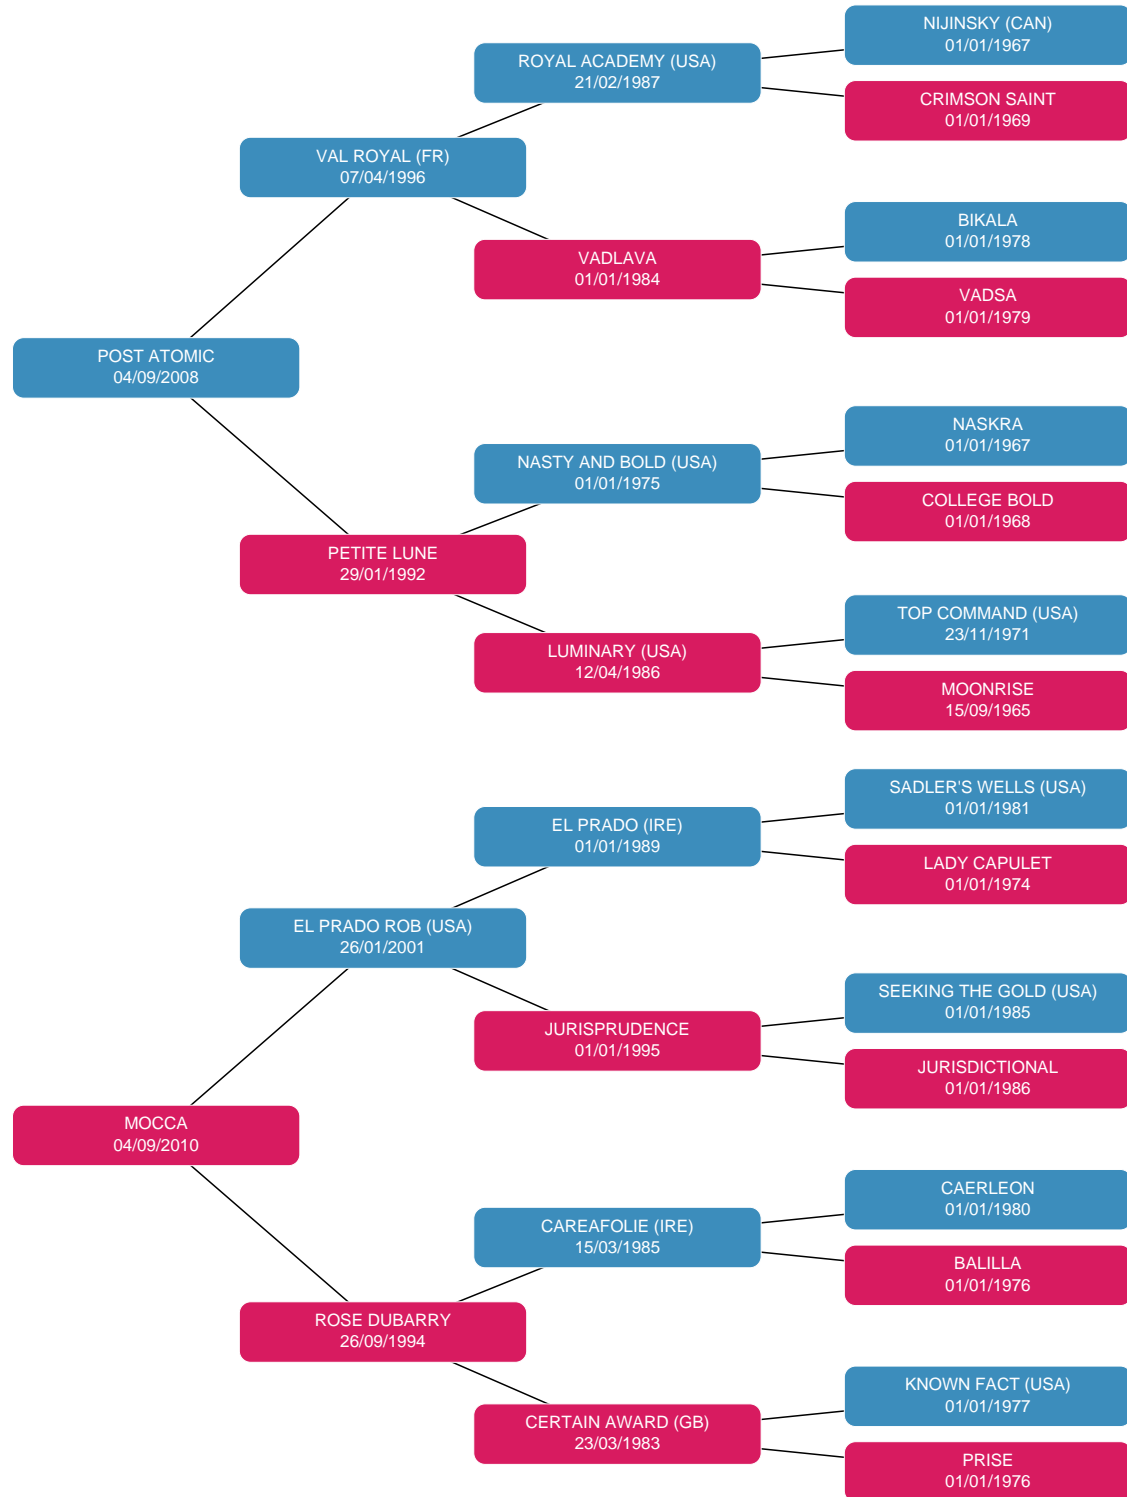 NIJINSKY (CAN)
01/01/1967
ROYAL ACADEMY (USA)
21/02/1987
CRIMSON SAINT
01/01/1969
VAL ROYAL (FR)
07/04/1996
BIKALA
01/01/1978
VADLAVA
01/01/1984
VADSA
01/01/1979
POST ATOMIC
04/09/2008
NASKRA
01/01/1967
NASTY AND BOLD (USA)
01/01/1975
COLLEGE BOLD
01/01/1968
PETITE LUNE
29/01/1992
TOP COMMAND (USA)
23/11/1971
LUMINARY (USA)
12/04/1986
MOONRISE
15/09/1965
SADLER'S WELLS (USA)
01/01/1981
EL PRADO (IRE)
01/01/1989
LADY CAPULET
01/01/1974
EL PRADO ROB (USA)
26/01/2001
SEEKING THE GOLD (USA)
01/01/1985
JURISPRUDENCE
01/01/1995
JURISDICTIONAL
01/01/1986
MOCCA
04/09/2010
CAERLEON
01/01/1980
CAREAFOLIE (IRE)
15/03/1985
BALILLA
01/01/1976
ROSE DUBARRY
26/09/1994
KNOWN FACT (USA)
01/01/1977
CERTAIN AWARD (GB)
23/03/1983
PRISE
01/01/1976